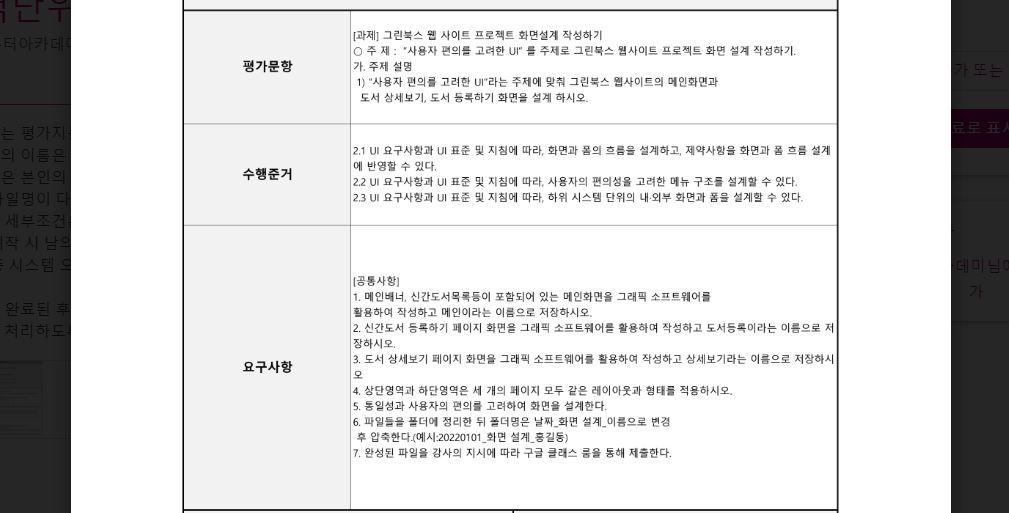 평가문항
[과제] 그린북스 웹 사이트 프로젝트 화면설계 작성하기
○ 주 제 : "사용자 편의를 고려한 UI" 를 주제로 그린북스 웹사이트 프로젝트 화면 설계 작성하기.
가. 주제 설명
1) "사용자 편의를 고려한 UI"라는 주제에 맞춰 그린북스 웹사이트의 메인화면과
도서 상세보기, 도서 등록하기 화면을 설계 하시오.
수행준거
2.1 UI 요구사항과 UI 표준 및 지침에 따라, 화면과 폼의 흐름을 설계하고, 제약사항을 화면과 폼 흐름 설계
에 반영할 수 있다.
2.2 UI 요구사항과 UI 표준 및 지침에 따라, 사용자의 편의성을 고려한 메뉴 구조를 설계할 수 있다.
2.3 UI 요구사항과 UI 표준 및 지침에 따라, 하위 시스템 단위의 내·외부 화면과 폼을 설계할 수 있다.
요구사항
[공통사항]
1. 메인배너, 신간도서목록등이 포함되어 있는 메인화면을 그래픽 소프트웨어를
활용하여 작성하고 메인이라는 이름으로 저장하시오.
2. 신간도서 등록하기 페이지 화면을 그래픽 소프트웨어를 활용하여 작성하고 도서등록이라는 이름으로 저
장하시오.
3. 도서 상세보기 페이지 화면을 그래픽 소프트웨어를 활용하여 작성하고 상세보기라는 이름으로 저장하시
오
4. 상단영역과 하단영역은 세 개의 페이지 모두 같은 레이아웃과 형태를 적용하시오.
5. 통일성과 사용자의 편의를 고려하여 화면을 설계한다.
6. 파일들을 폴더에 정리한 뒤 폴더명은 날짜_화면 설계_이름으로 변경
후 압축한다.(예시:20220101_화면 설계_홍길동)
7. 완성된 파일을 강사의 지시에 따라 구글 클래스 룸을 통해 제출한다.